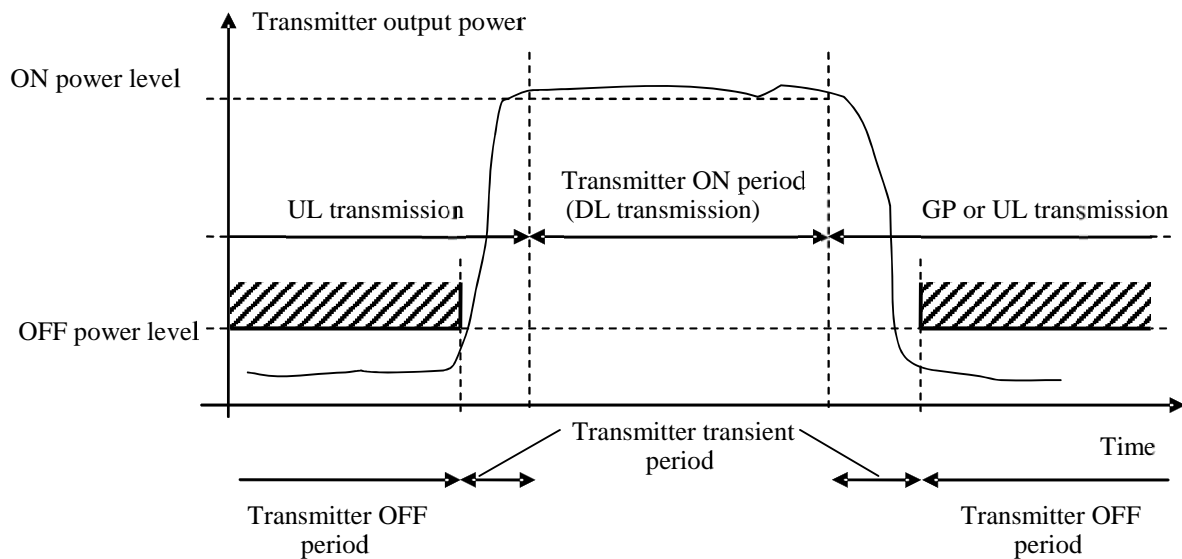 Transmitter output power
ON power level
Transmitter ON period
(DL transmission)
UL transmission
GP or UL transmission
OFF power level
Transmitter transient
period
Time
Transmitter OFF
period
Transmitter OFF
period